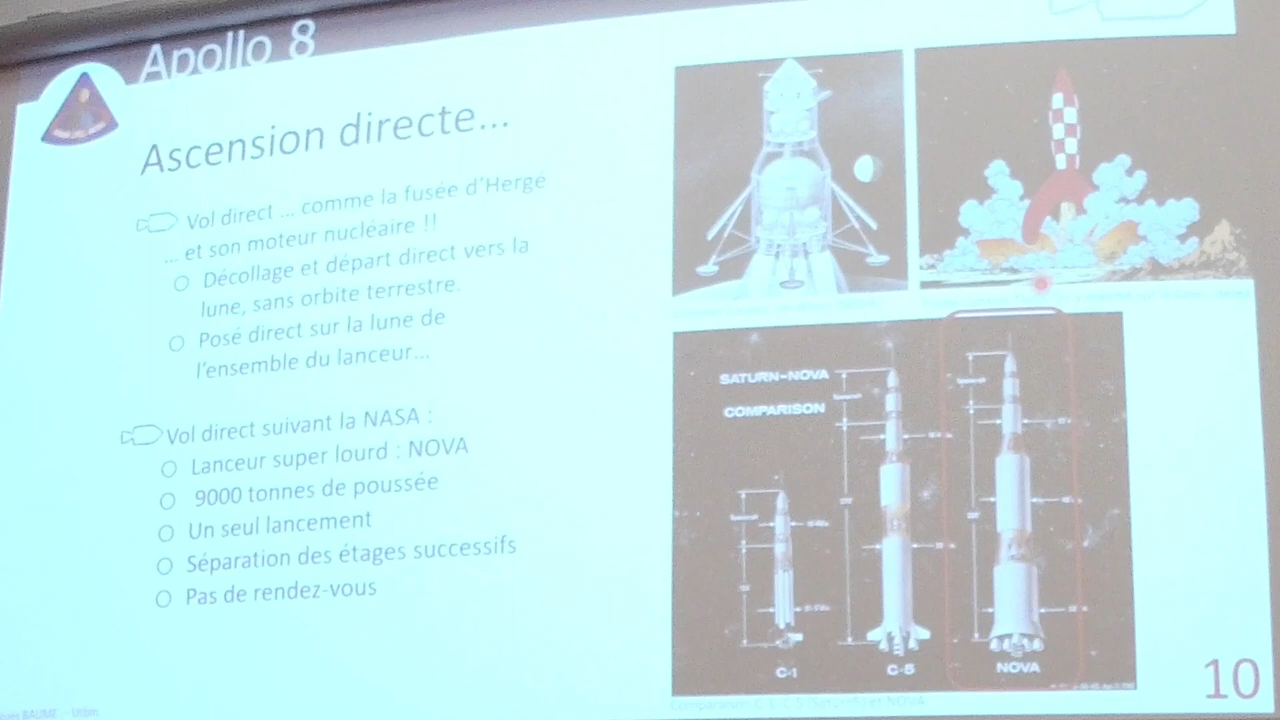 Apollo 8
Ascension directe...
Vol direct ... comme la fusée d'Hergé
... et son moteur nucléaire !!
Décollage et départ direct vers la
lune, sans orbite terrestre.
Posé direct sur la lune de
l'ensemble du lanceur...
Vol direct suivant la NASA :
Lanceur super lourd : NOVA
9000 tonnes de poussée
Un seul lancement
Séparation des étages successifs
Pas de rendez-vous
SATURN-NOVA
COMPARISON
C-1
C-5
NOVA
BAUME
10